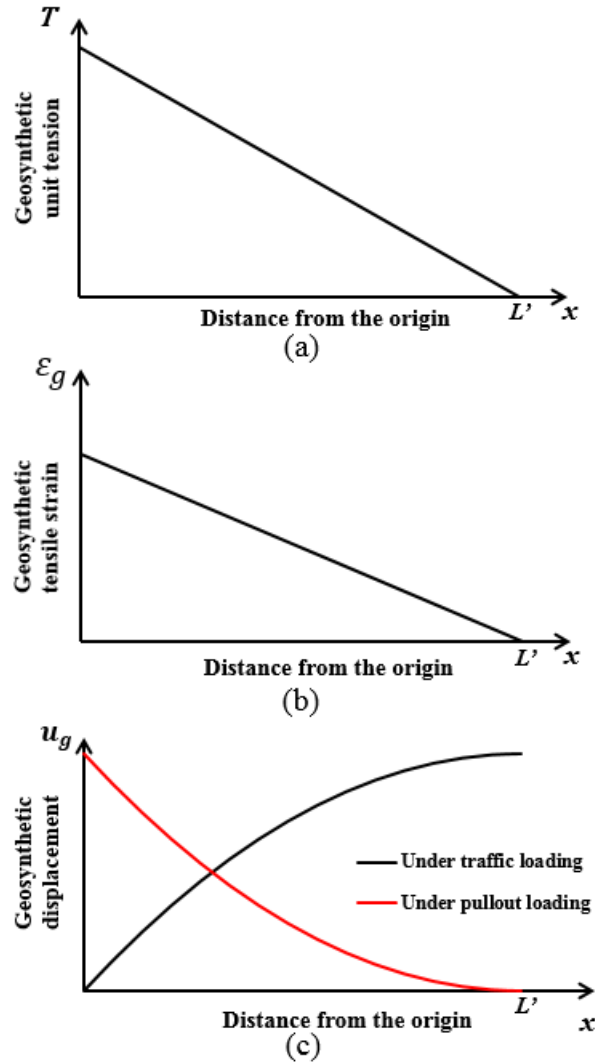 T
Geosynthetic
unit tension
Distance from the origin
L’
x
(a)
εg
Geosynthetic
tensile strain
Distance from the origin
L’
x
(b)
ug
Geosynthetic
displacement
Under traffic loading
Under pullout loading
Distance from the origin
L’
x
(c)